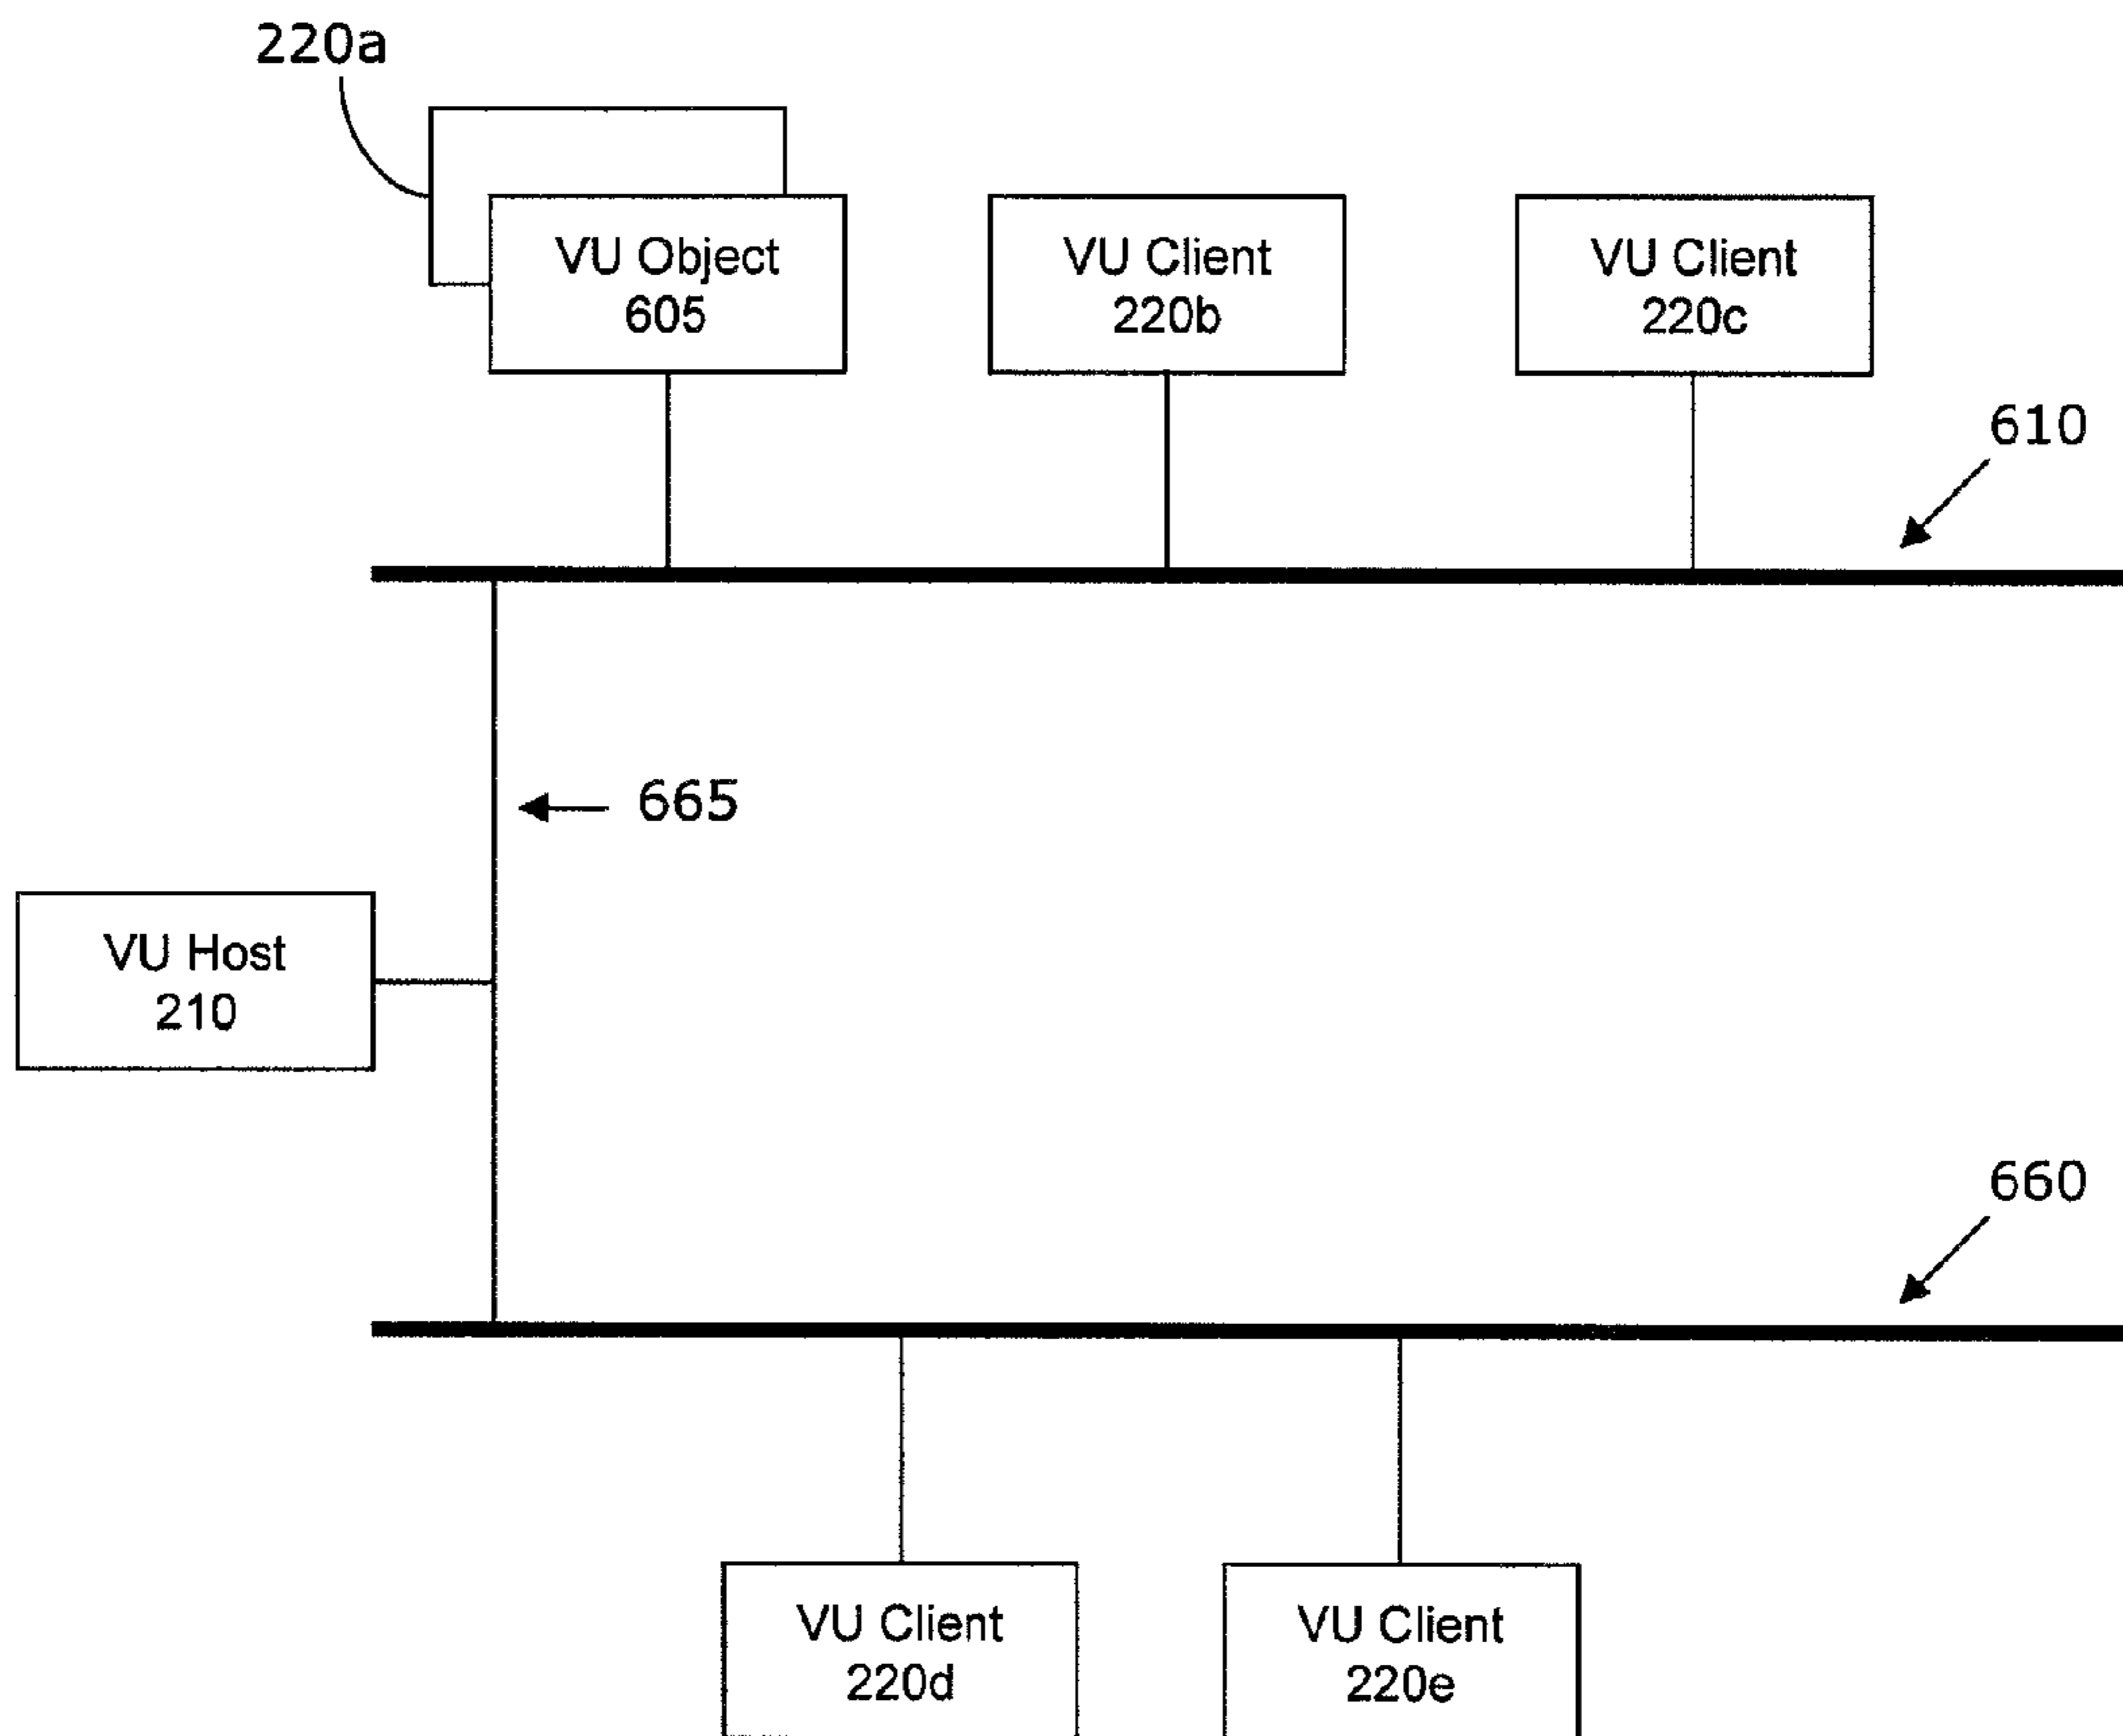 220a
VU Object
605
VU Client
220b
VU Client
220c
610
665
VU Host
210
660
VU Client
220d
VU Client
220e